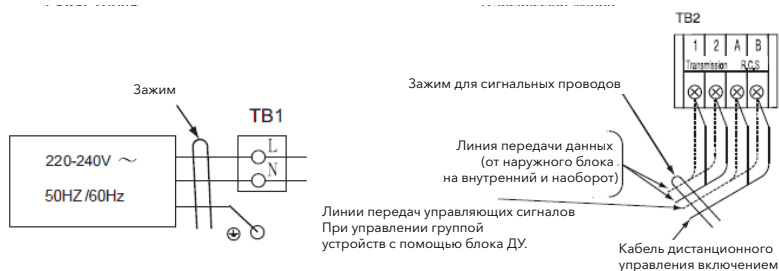 Зажим
TB1
L
N
220-240V ~
50HZ/60Hz
TB2
1 2 A B
Transmission R.C.S
Зажим для сигнальных проводов
Линия передачи данных
(от наружного блока
на внутренний и наоборот)
Линии передач управляющих сигналов
При управлении группой
устройств с помощью блока ДУ.
Кабель дистанционного
управления включением